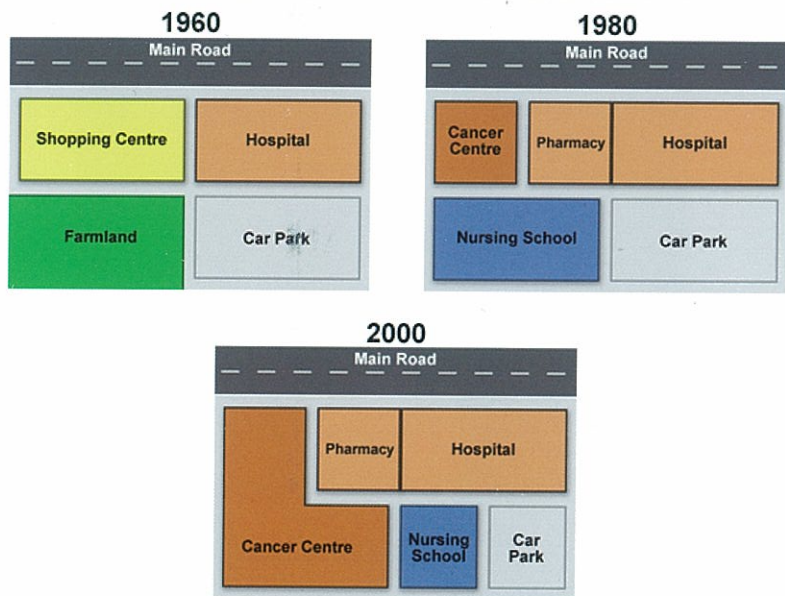 1960
Main Road
Shopping Centre
Hospital
Farmland
Car Park
1980
Main Road
Cancer
Centre
Pharmacy
Hospital
Nursing School
Car Park
2000
Main Road
Pharmacy
Hospital
Cancer Centre
Nursing
School
Car
Park